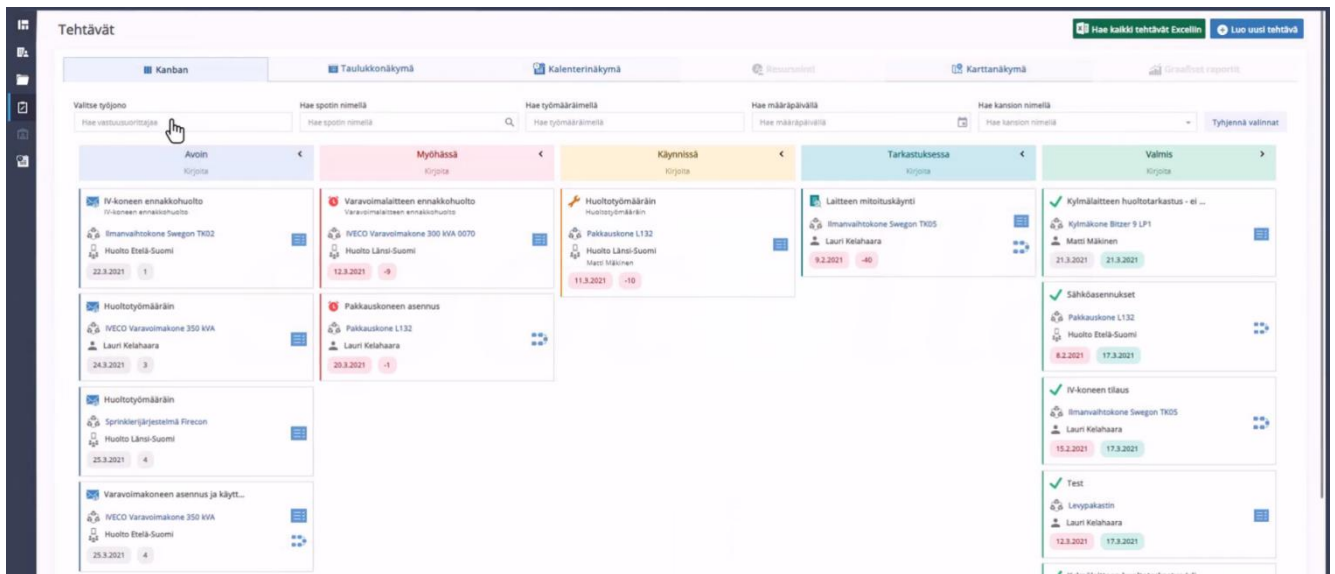 Tehtävät
Hae kaikki tehtävät Exceliin
Luo uusi tehtävä
Kanban
Taulukkonäkymä
Kalenterinäkymä
Resurssit
Karttanäkymä
Graafiset raportit
Valitse työjono
Hae spotin nimellä
Hae työmääräimellä
Hae määräpäivällä
Hae kansion nimellä
Hae vastuusuorittajaa
Hae spotin nimellä
Hae työmääräimellä
Hae määräpäivällä
Hae kansion nimellä
Tyhjennä valinnat
Avoin
Kirjoita
Myöhässä
Kirjoita
Käynnissä
Kirjoita
Tarkastuksessa
Kirjoita
Valmis
Kirjoita
IV-koneen ennakkohuolto
IV-koneen ennakkohuolto
Ilmanvaihtokone Swegon TK02
Huolto Etelä-Suomi
22.3.2021 1
Huoltotyömääräin
IVECO Varavoimakone 350 kVA
Lauri Kelahaara
24.3.2021 3
Huoltotyömääräin
Sprinklerijärjestelmä Firecon
Huolto Länsi-Suomi
25.3.2021 4
Varavoimakoneen asennus ja käytt...
IVECO Varavoimakone 350 kVA
Huolto Etelä-Suomi
25.3.2021 4
Varavoimalaitteen ennakkohuolto
Varavoimalaitteen ennakkohuolto
IVECO Varavoimakone 300 kVA 0070
Huolto Länsi-Suomi
12.3.2021 -9
Pakkauskoneen asennus
Pakkauskone L132
Lauri Kelahaara
20.3.2021 -1
Huoltotyömääräin
Huoltotyömääräin
Pakkauskone L132
Huolto Länsi-Suomi
Matti Mäkinen
11.3.2021 -10
Laitteen mitoituskäynti
Ilmanvaihtokone Swegon TK05
Lauri Kelahaara
9.2.2021 -40
Kylmälaitteen huoltotarkastus - ei ...
Kylmäkone Bitzer 9 LP1
Matti Mäkinen
21.3.2021 21.3.2021
Sähköasennukset
Pakkauskone L132
Huolto Etelä-Suomi
8.2.2021 17.3.2021
IV-koneen tilaus
Ilmanvaihtokone Swegon TK05
Lauri Kelahaara
15.2.2021 17.3.2021
Test
Levypakastin
Lauri Kelahaara
12.3.2021 17.3.2021